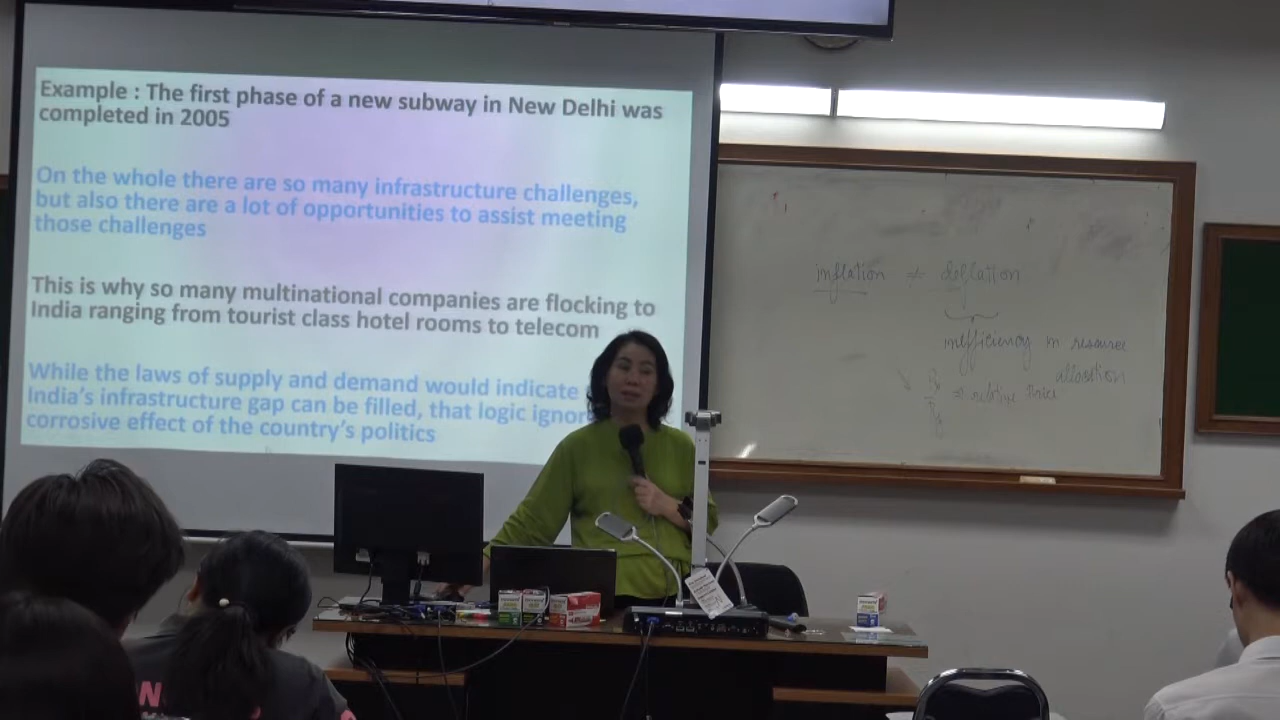 Example : The first phase of a new subway in New Delhi was
completed in 2005
On the whole there are so many infrastructure challenges,
but also there are a lot of opportunities to assist meeting
those challenges
This is why so many multinational companies are flocking to
India ranging from tourist class hotel rooms to telecom
While the laws of supply and demand would indicate
India's infrastructure gap can be filled, that logic ignor
corrosive effect of the country's politics
inflation ≠ deflation
inefficiency in resource
allocation
⇒ relative price
N